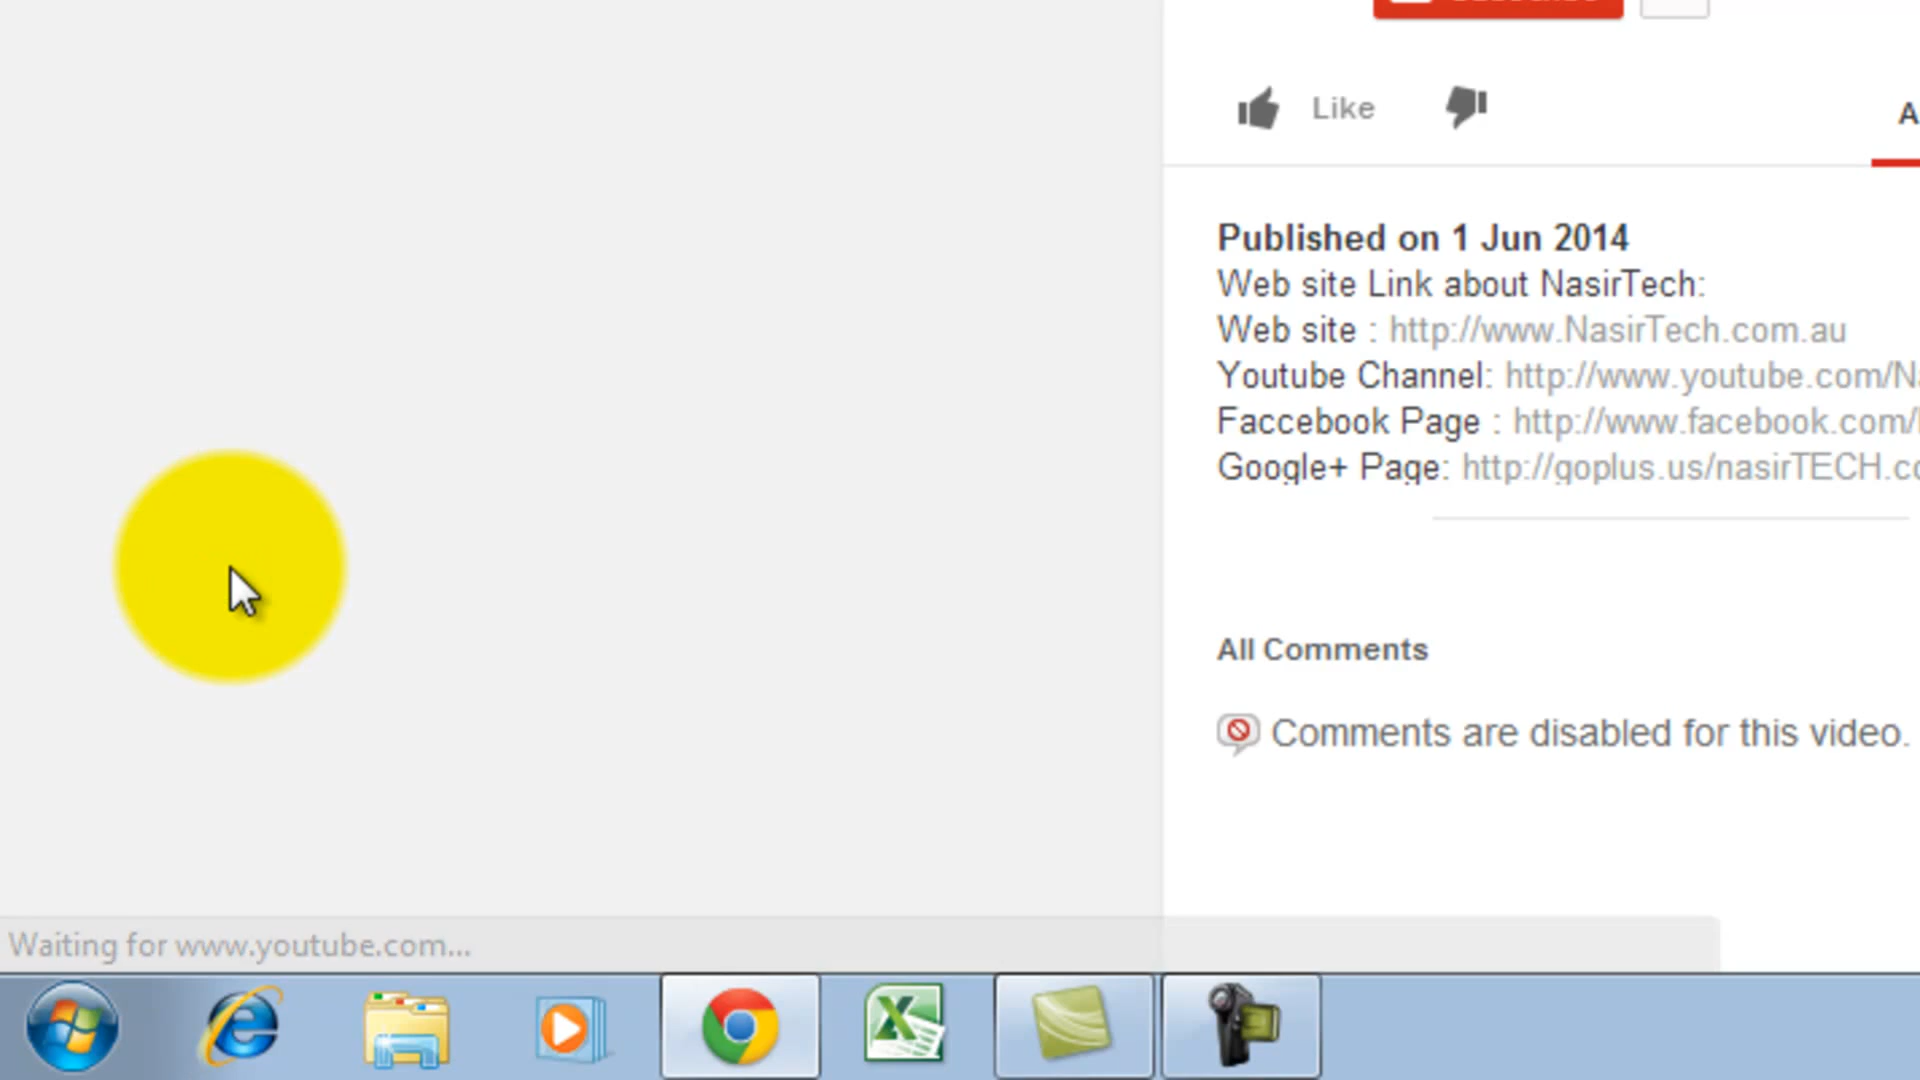 Like
A
Published on 1 Jun 2014
Web site Link about NasirTech:
Web site : http://www.NasirTech.com.au
Youtube Channel: http://www.youtube.com/Na
Faccebook Page : http://www.facebook.com/
Google+ Page: http://goplus.us/nasirTECH.co
All Comments
Comments are disabled for this video.
Waiting for www.youtube.com...